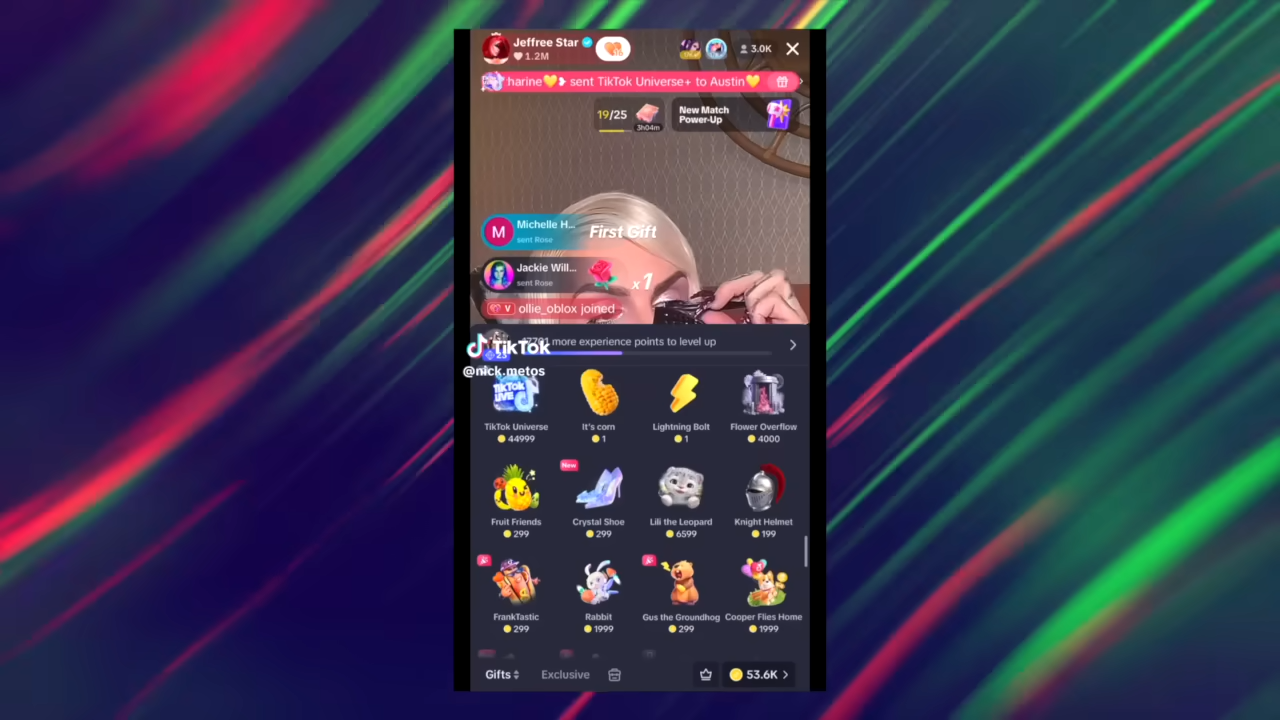 Jeffree Star
1.2M
3.0K
harine💛❥ sent TikTok Universe+ to Austin💛
19/25
3h04m
New Match
Power-Up
M
Michelle H...
sent Rose
First Gift
Jackie Will...
sent Rose
x1
V
ollie_oblox joined
more experience points to level up
23
TikTok
@nick.metos
TikTok
LIVE
TikTok Universe
44999
It's corn
1
Lightning Bolt
1
Flower Overflow
4000
New
Fruit Friends
299
Crystal Shoe
299
Lili the Leopard
6599
Knight Helmet
199
FrankTastic
299
Rabbit
1999
Gus the Groundhog
299
Cooper Flies Home
1999
Gifts
Exclusive
53.6K